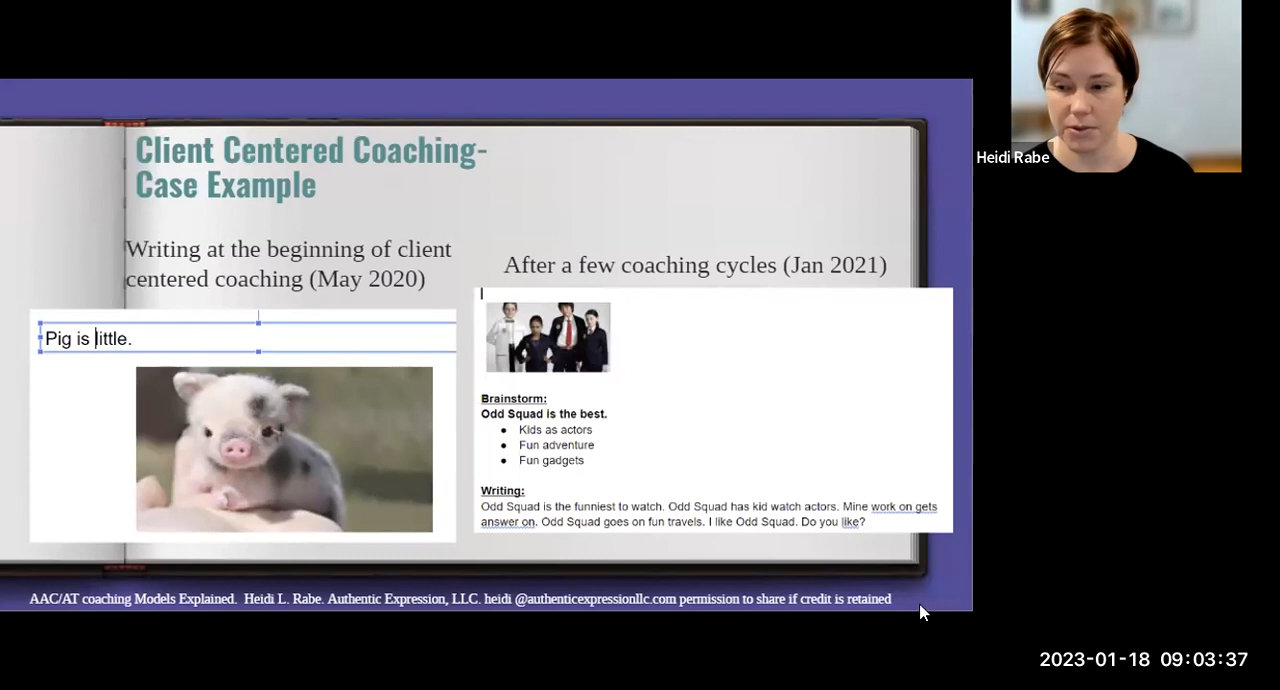 Client Centered Coaching-
Case Example
Writing at the beginning of client
centered coaching (May 2020)
Pig is little.
After a few coaching cycles (Jan 2021)
Brainstorm:
Odd Squad is the best.
● Kids as actors
● Fun adventure
● Fun gadgets
Writing:
Odd Squad is the funniest to watch. Odd Squad has kid watch actors. Mine work on gets
answer on. Odd Squad goes on fun travels. I like Odd Squad. Do you like?
AAC/AT coaching Models Explained. Heidi L. Rabe. Authentic Expression, LLC. heidi @authenticexpressionllc.com permission to share if credit is retained
Heidi Rabe
2023-01-18 09:03:37